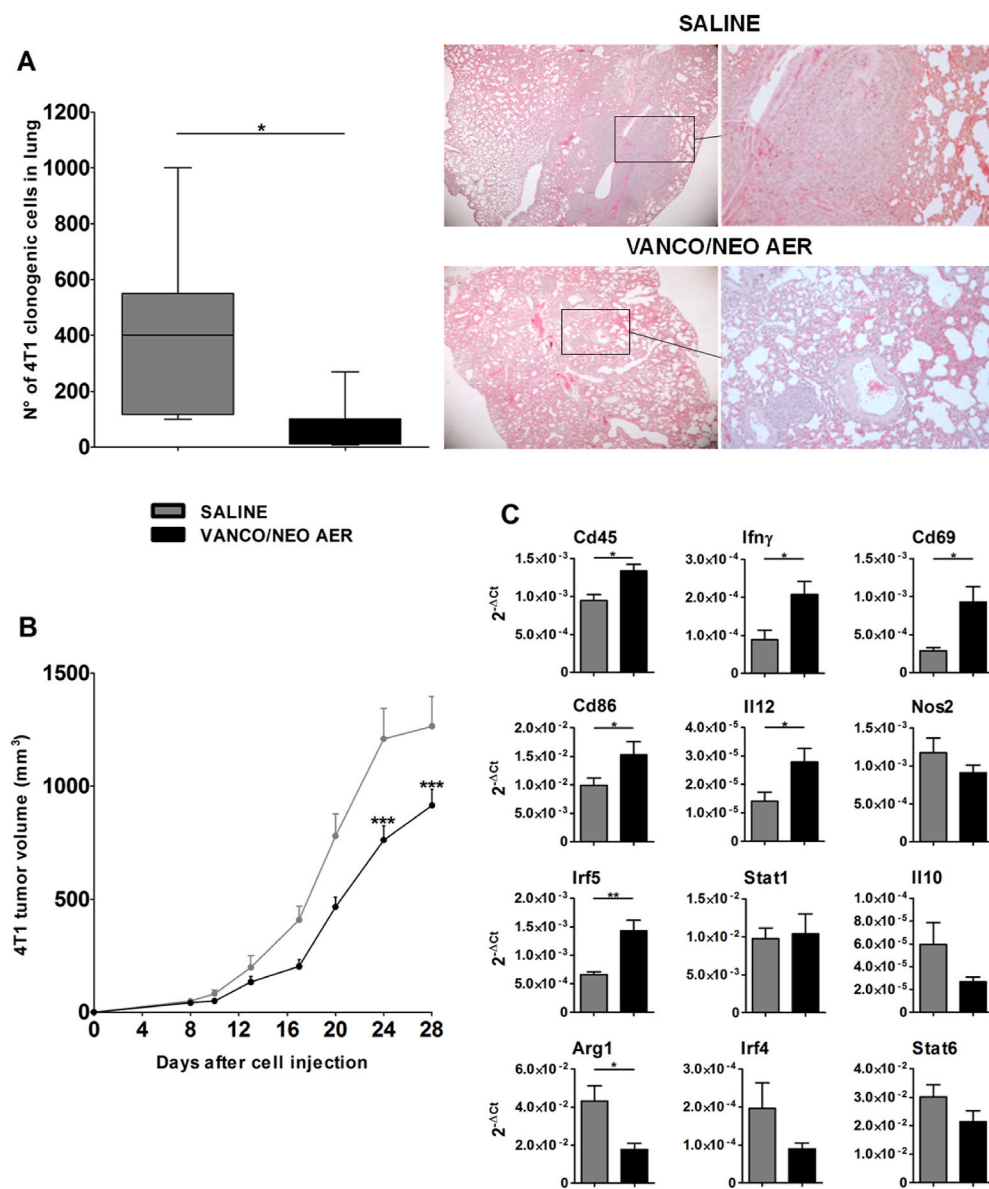 SALINE
A
1200
1000
800
600
400
200
0
N° of 4T1 clonogenic cells in lung
*
VANCO/NEO AER
SALINE
VANCO/NEO AER
B
1500
1000
500
0
4T1 tumor volume (mm³)
***
***
0 4 8 12 16 20 24 28
Days after cell injection
C
Cd45
1.5×10⁻³
1.0×10⁻³
5.0×10⁻⁴
0
2^-ΔCt
*
Ifnγ
2.0×10⁻⁴
1.0×10⁻⁴
0
*
Cd69
1.5×10⁻³
1.0×10⁻³
5.0×10⁻⁴
0
*
Cd86
2.0×10⁻²
1.5×10⁻²
1.0×10⁻²
5.0×10⁻³
0
2^-ΔCt
*
Il12
4.0×10⁻⁵
3.0×10⁻⁵
2.0×10⁻⁵
1.0×10⁻⁵
0
*
Nos2
1.5×10⁻³
1.0×10⁻³
5.0×10⁻⁴
0
Irf5
2.0×10⁻³
1.5×10⁻³
1.0×10⁻³
5.0×10⁻⁴
0
2^-ΔCt
**
Stat1
1.5×10⁻²
1.0×10⁻²
5.0×10⁻³
0
Il10
1.0×10⁻⁴
8.0×10⁻⁵
6.0×10⁻⁵
4.0×10⁻⁵
2.0×10⁻⁵
0
Arg1
6.0×10⁻²
4.0×10⁻²
2.0×10⁻²
0
2^-ΔCt
*
Irf4
3.0×10⁻⁴
2.0×10⁻⁴
1.0×10⁻⁴
0
Stat6
4.0×10⁻²
3.0×10⁻²
2.0×10⁻²
1.0×10⁻²
0